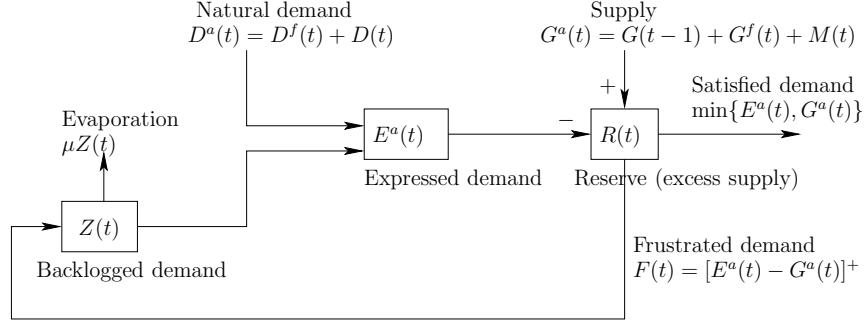 Natural demand
D^a(t) = D^f(t) + D(t)
Supply
G^a(t) = G(t − 1) + G^f(t) + M(t)
+
Satisfied demand
min{E^a(t), G^a(t)}
Evaporation
μZ(t)
E^a(t)
−
R(t)
Expressed demand
Reserve (excess supply)
Z(t)
Backlogged demand
Frustrated demand
F(t) = [E^a(t) − G^a(t)]^+